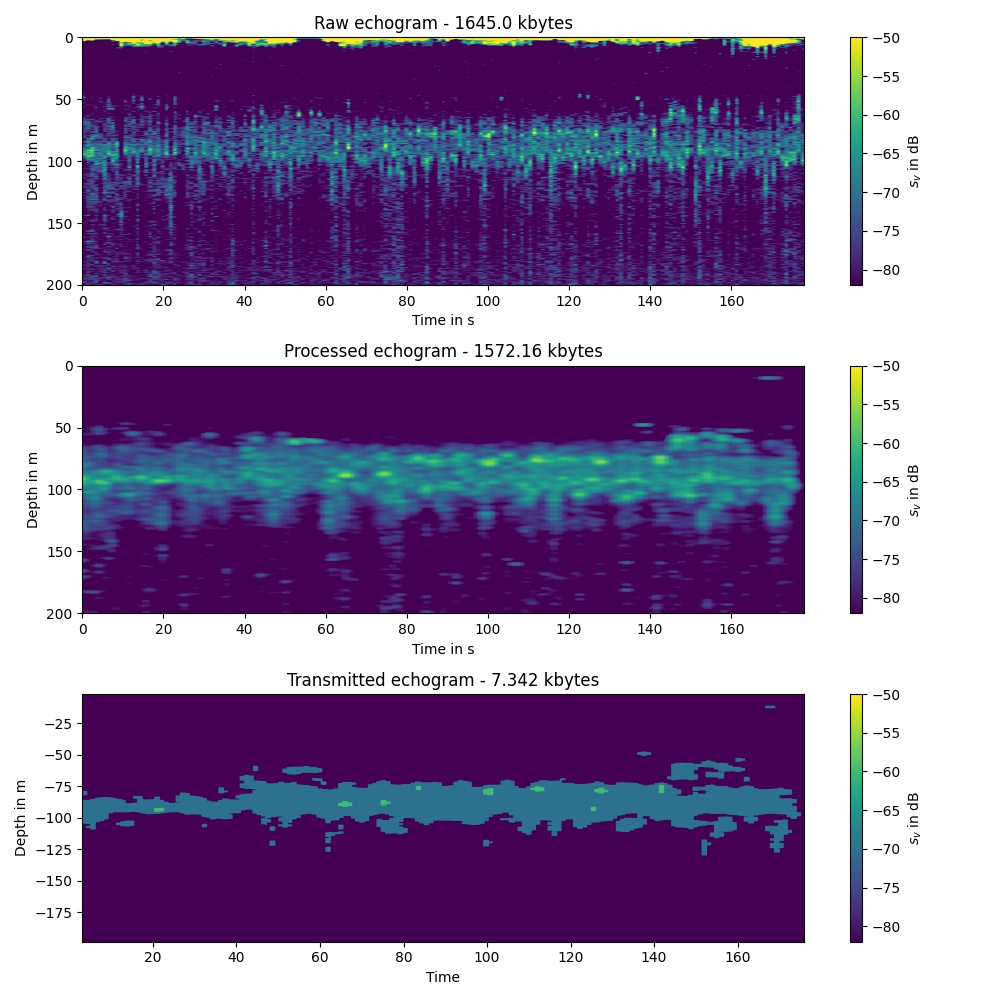 Raw echogram - 1645.0 kbytes
0
50
100
150
200
Depth in m
0 20 40 60 80 100 120 140 160
Time in s
−50
−55
−60
−65
−70
−75
−80
sv in dB
Processed echogram - 1572.16 kbytes
0
50
100
150
200
Depth in m
0 20 40 60 80 100 120 140 160
Time in s
−50
−55
−60
−65
−70
−75
−80
sv in dB
Transmitted echogram - 7.342 kbytes
−25
−50
−75
−100
−125
−150
−175
Depth in m
20 40 60 80 100 120 140 160
Time
−50
−55
−60
−65
−70
−75
−80
sv in dB